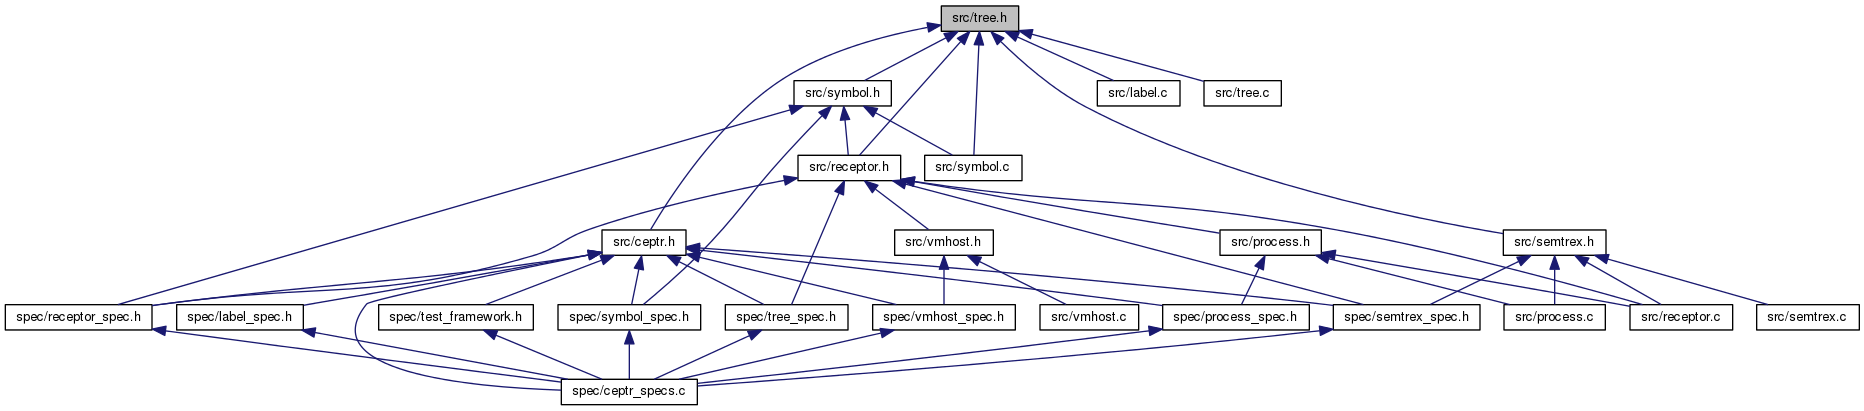 src/tree.h
src/symbol.h
src/label.c
src/tree.c
src/receptor.h
src/symbol.c
src/ceptr.h
src/vmhost.h
src/process.h
src/semtrex.h
spec/receptor_spec.h
spec/label_spec.h
spec/test_framework.h
spec/symbol_spec.h
spec/tree_spec.h
spec/vmhost_spec.h
src/vmhost.c
spec/process_spec.h
spec/semtrex_spec.h
src/process.c
src/receptor.c
src/semtrex.c
spec/ceptr_specs.c